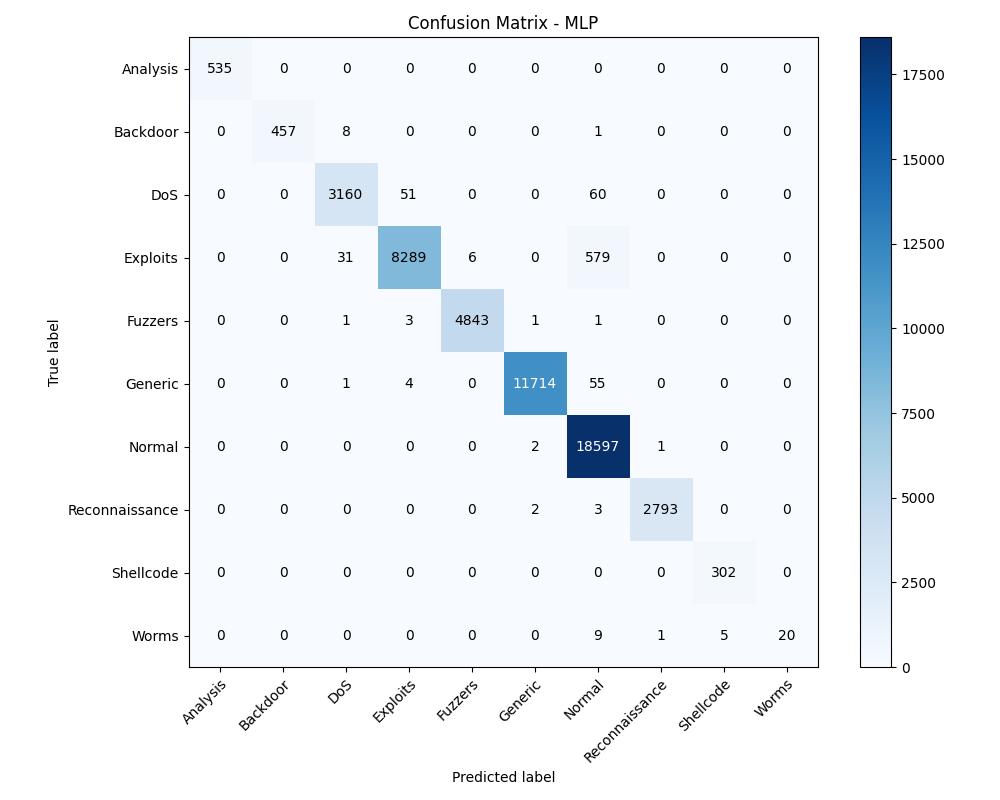 Confusion Matrix - MLP
True label
Analysis 535 0 0 0 0 0 0 0 0 0
Backdoor 0 457 8 0 0 0 1 0 0 0
DoS 0 0 3160 51 0 0 60 0 0 0
Exploits 0 0 31 8289 6 0 579 0 0 0
Fuzzers 0 0 1 3 4843 1 1 0 0 0
Generic 0 0 1 4 0 11714 55 0 0 0
Normal 0 0 0 0 0 2 18597 1 0 0
Reconnaissance 0 0 0 0 0 2 3 2793 0 0
Shellcode 0 0 0 0 0 0 0 0 302 0
Worms 0 0 0 0 0 0 9 1 5 20
Analysis Backdoor DoS Exploits Fuzzers Generic Normal Reconnaissance Shellcode Worms
Predicted label
17500
15000
12500
10000
7500
5000
2500
0